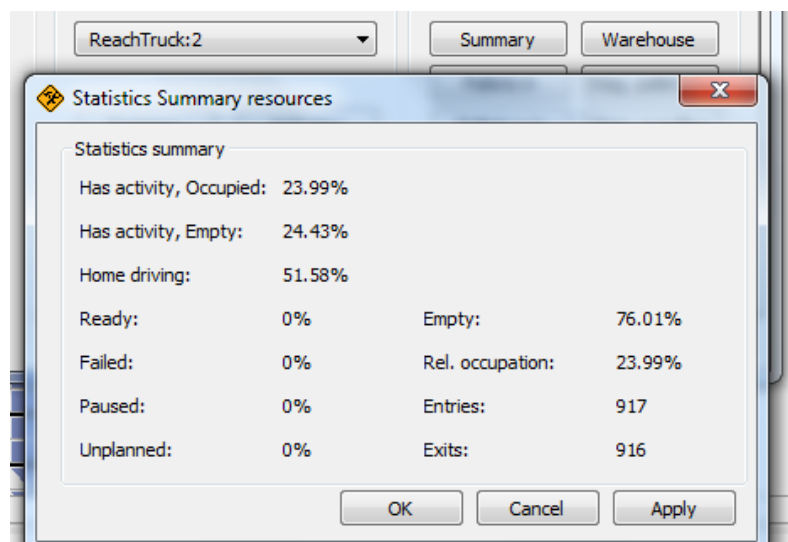 ReachTruck:2 Summary Warehouse
Statistics Summary resources
Statistics summary
Has activity, Occupied: 23.99%
Has activity, Empty: 24.43%
Home driving: 51.58%
Ready: 0% Empty: 76.01%
Failed: 0% Rel. occupation: 23.99%
Paused: 0% Entries: 917
Unplanned: 0% Exits: 916
OK Cancel Apply